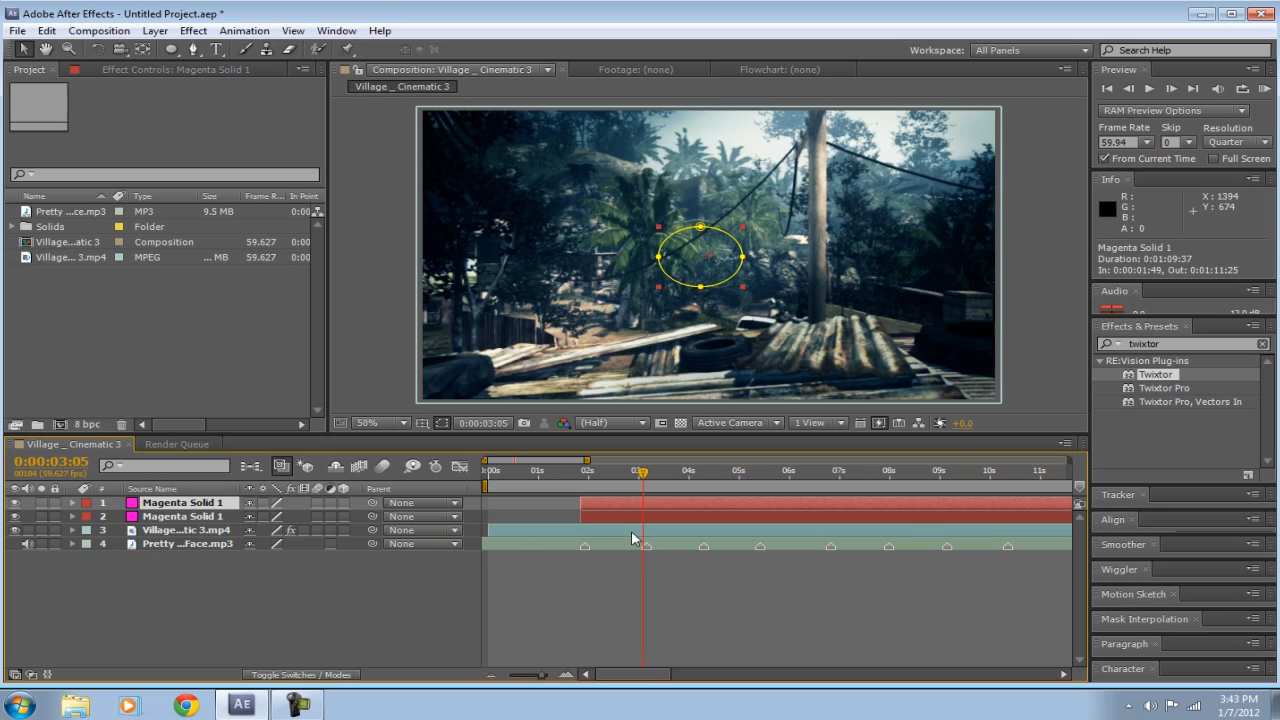 Ae Adobe After Effects - Untitled Project.aep *
File Edit Composition Layer Effect Animation View Window Help
Workspace: All Panels Search Help
Project Effect Controls: Magenta Solid 1
Composition: Village _ Cinematic 3 Footage: (none) Flowchart: (none)
Village _ Cinematic 3
Preview
RAM Preview Options
Frame Rate Skip Resolution
59.94 0 Quarter
From Current Time Full Screen
Name Type Size Frame R... In Point
Pretty ...ce.mp3 MP3 9.5 MB 0:00
Solids Folder
Village...atic 3 Composition 59.627 0:00
Village... 3.mp4 MPEG ... MB 59.627 0:00
Info
R : X : 1394
G : Y : 674
B :
A : 0
Magenta Solid 1
Duration: 0:01:09:37
In: 0:00:01:49, Out: 0:01:11:25
Audio
Effects & Presets
twixtor
RE:Vision Plug-ins
Twixtor
Twixtor Pro
Twixtor Pro, Vectors In
8 bpc
50% 0:00:03:05 (Half) Active Camera 1 View +0.0
Village _ Cinematic 3 Render Queue
0:00:03:05
00184 (59.627 fps)
:00s 01s 02s 03s 04s 05s 06s 07s 08s 09s 10s 11s
# Source Name fx Parent
1 Magenta Solid 1 None
2 Magenta Solid 1 None
3 Village...tic 3.mp4 fx None
4 Pretty ...Face.mp3 None
Toggle Switches / Modes
Tracker
Align
Smoother
Wiggler
Motion Sketch
Mask Interpolation
Paragraph
Character
Ae
3:43 PM
1/7/2012